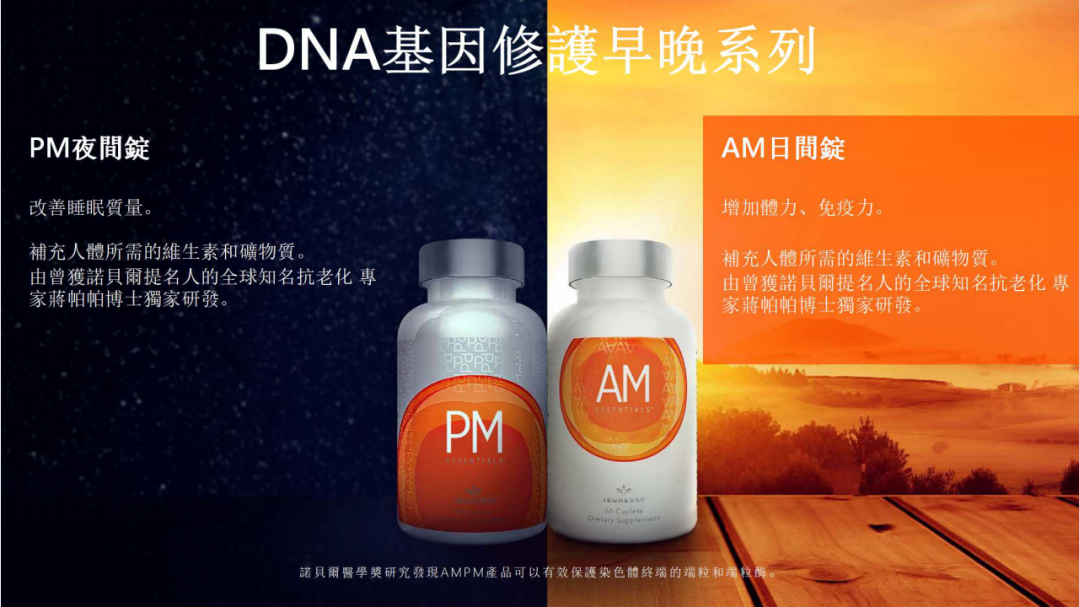 DNA基因修護早晚系列
PM夜間錠
改善睡眠質量。
補充人體所需的維生素和礦物質。
由曾獲諾貝爾提名人的全球知名抗老化 專
家蔣帕帕博士獨家研發。
AM日間錠
增加體力、免疫力。
補充人體所需的維生素和礦物質。
由曾獲諾貝爾提名人的全球知名抗老化 專
家蔣帕帕博士獨家研發。
PM
ESSENTIALS
AM
ESSENTIALS
JEUNESSE
60 Caplets
Dietary Supplement
諾貝爾醫學獎研究發現AMPM產品可以有效保護染色體終端的端粒和端粒酶。